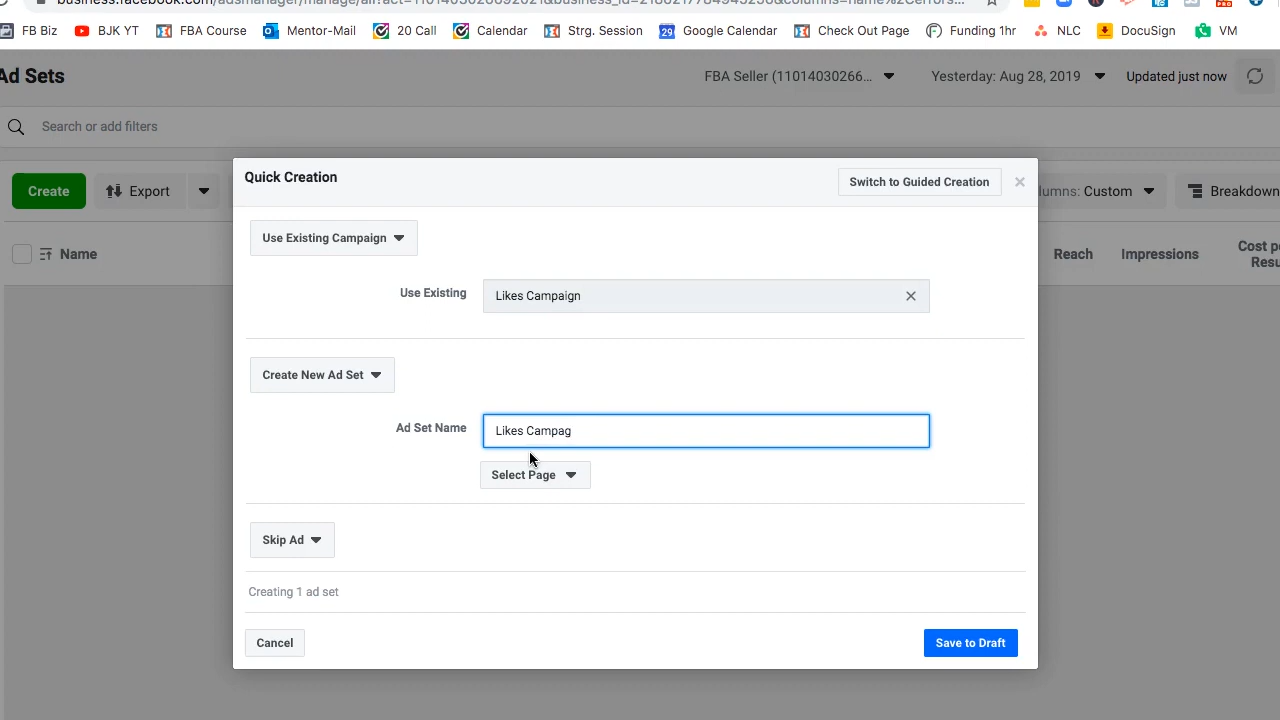 FB Biz BJK YT FBA Course Mentor-Mail 2U Call Calendar Strg. Session Google Calendar Check Out Page Funding 1hr NLC DocuSign VM
Ad Sets FBA Seller (11014030266... Yesterday: Aug 28, 2019 Updated just now
Search or add filters
Quick Creation Switch to Guided Creation
Create Export Custom Breakdown
Use Existing Campaign
Name Reach Impressions Cost p
Resu
Use Existing Likes Campaign
Create New Ad Set
Ad Set Name Likes Campag
Select Page
Skip Ad
Creating 1 ad set
Cancel Save to Draft